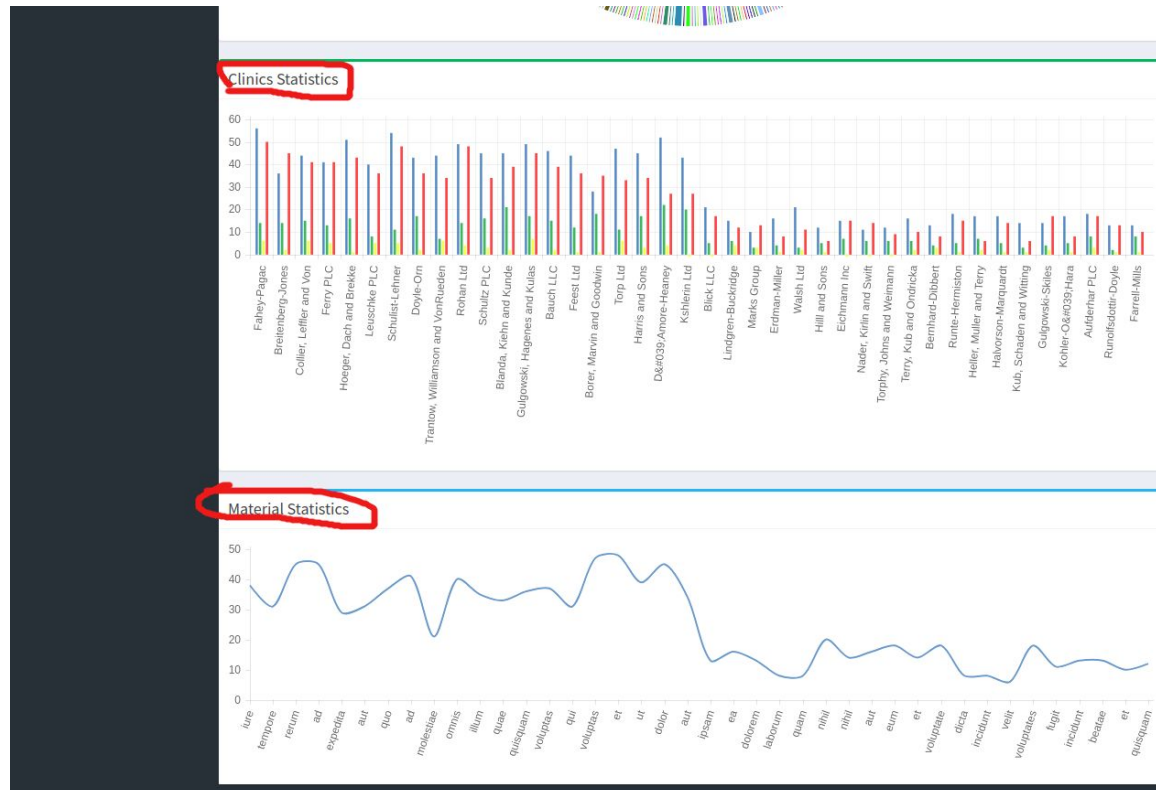 Clinics Statistics
60
50
40
30
20
10
0
Fahey-Pagac
Breitenberg-Jones
Collier, Leffler and Von
Ferry PLC
Hoeger, Dach and Brekke
Leuschke PLC
Schulist-Lehner
Doyle-Orn
Trantow, Williamson and VonRueden
Rohan Ltd
Schultz PLC
Blanda, Kiehn and Kunde
Gulgowski, Hagenes and Kulas
Bauch LLC
Feest Ltd
Borer, Marvin and Goodwin
Torp Ltd
Harris and Sons
D&#039;Amore-Heaney
Kshlerin Ltd
Blick LLC
Lindgren-Buckridge
Marks Group
Erdman-Miller
Walsh Ltd
Hill and Sons
Eichmann Inc
Nader, Kirlin and Swift
Torphy, Johns and Weimann
Terry, Kub and Ondricka
Bernhard-Dibbert
Runte-Hermiston
Heller, Muller and Terry
Halvorson-Marquardt
Kub, Schaden and Witting
Gulgowski-Skiles
Kohler-O&#039;Hara
Aufderhar PLC
Runolfsdottir-Doyle
Farrell-Mills
Material Statistics
50
40
30
20
10
0
iure
tempore
rerum
ad
expedita
aut
quo
ad
molestiae
omnis
illum
quae
quisquam
voluptas
qui
voluptas
et
ut
dolor
aut
ipsam
ea
dolorem
laborum
quam
nihil
nihil
aut
eum
et
voluptate
dicta
incidunt
velit
voluptates
fugit
incidunt
beatae
et
quisquam